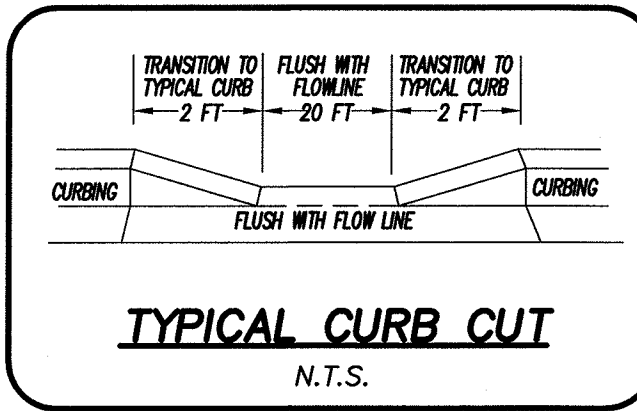 TRANSITION TO
TYPICAL CURB
2 FT
FLUSH WITH
FLOWLINE
20 FT
TRANSITION TO
TYPICAL CURB
2 FT
CURBING
CURBING
FLUSH WITH FLOW LINE
TYPICAL CURB CUT
N.T.S.